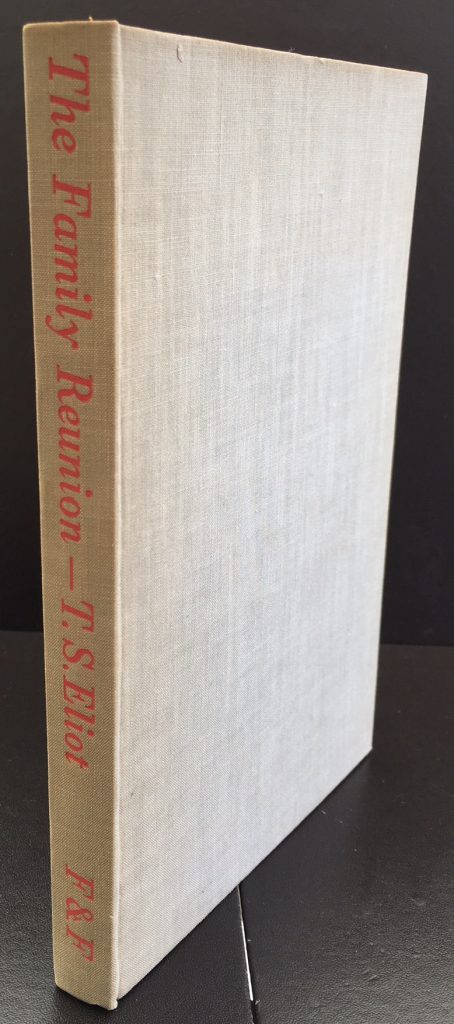 The Family Reunion — T.S. Eliot
F & F